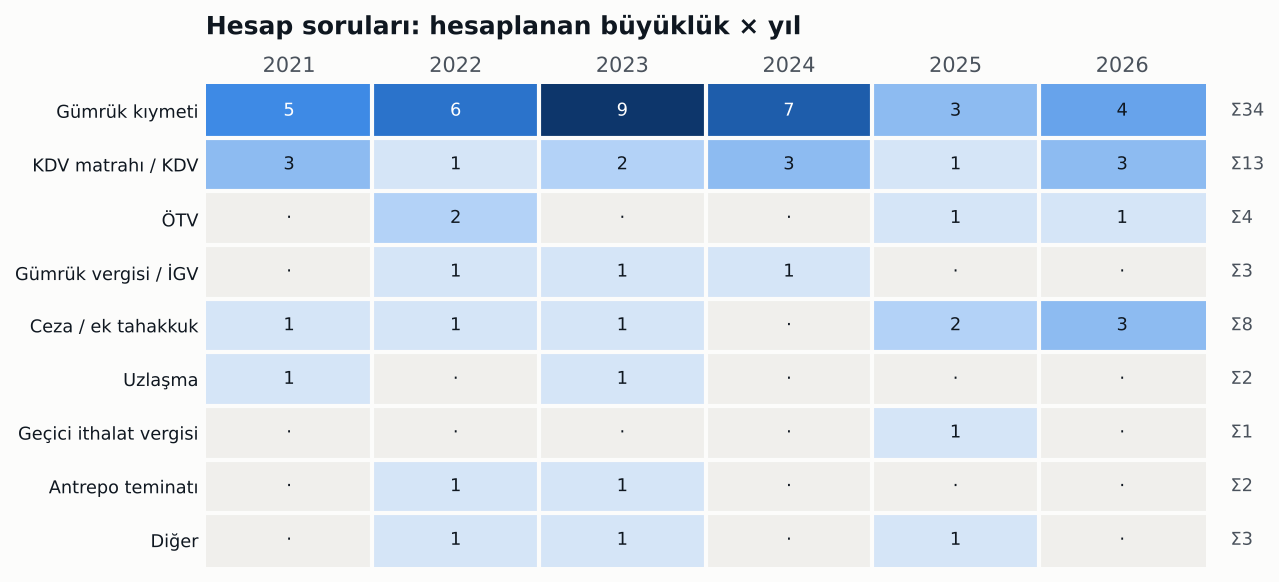 Hesap soruları: hesaplanan büyüklük × yıl
2021 2022 2023 2024 2025 2026
Gümrük kıymeti 5 6 9 7 3 4 Σ34
KDV matrahı / KDV 3 1 2 3 1 3 Σ13
ÖTV · 2 · · 1 1 Σ4
Gümrük vergisi / İGV · 1 1 1 · · Σ3
Ceza / ek tahakkuk 1 1 1 · 2 3 Σ8
Uzlaşma 1 · 1 · · · Σ2
Geçici ithalat vergisi · · · · 1 · Σ1
Antrepo teminatı · 1 1 · · · Σ2
Diğer · 1 1 · 1 · Σ3